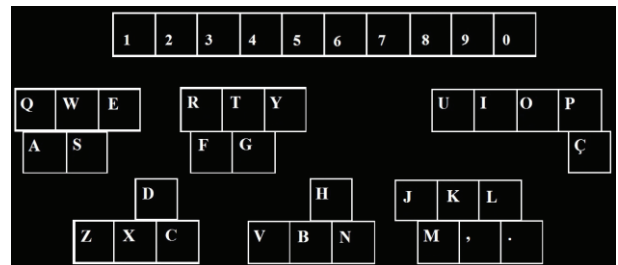 1 2 3 4 5 6 7 8 9 0
Q W E R T Y U I O P
A S F G Ç
D H J K L
Z X C V B N M , .